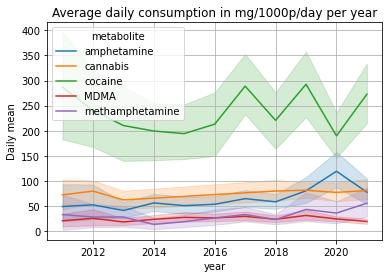 Average daily consumption in mg/1000p/day per year
metabolite
amphetamine
cannabis
cocaine
MDMA
methamphetamine
Daily mean
400
350
300
250
200
150
100
50
0
2012
2014
2016
2018
2020
year